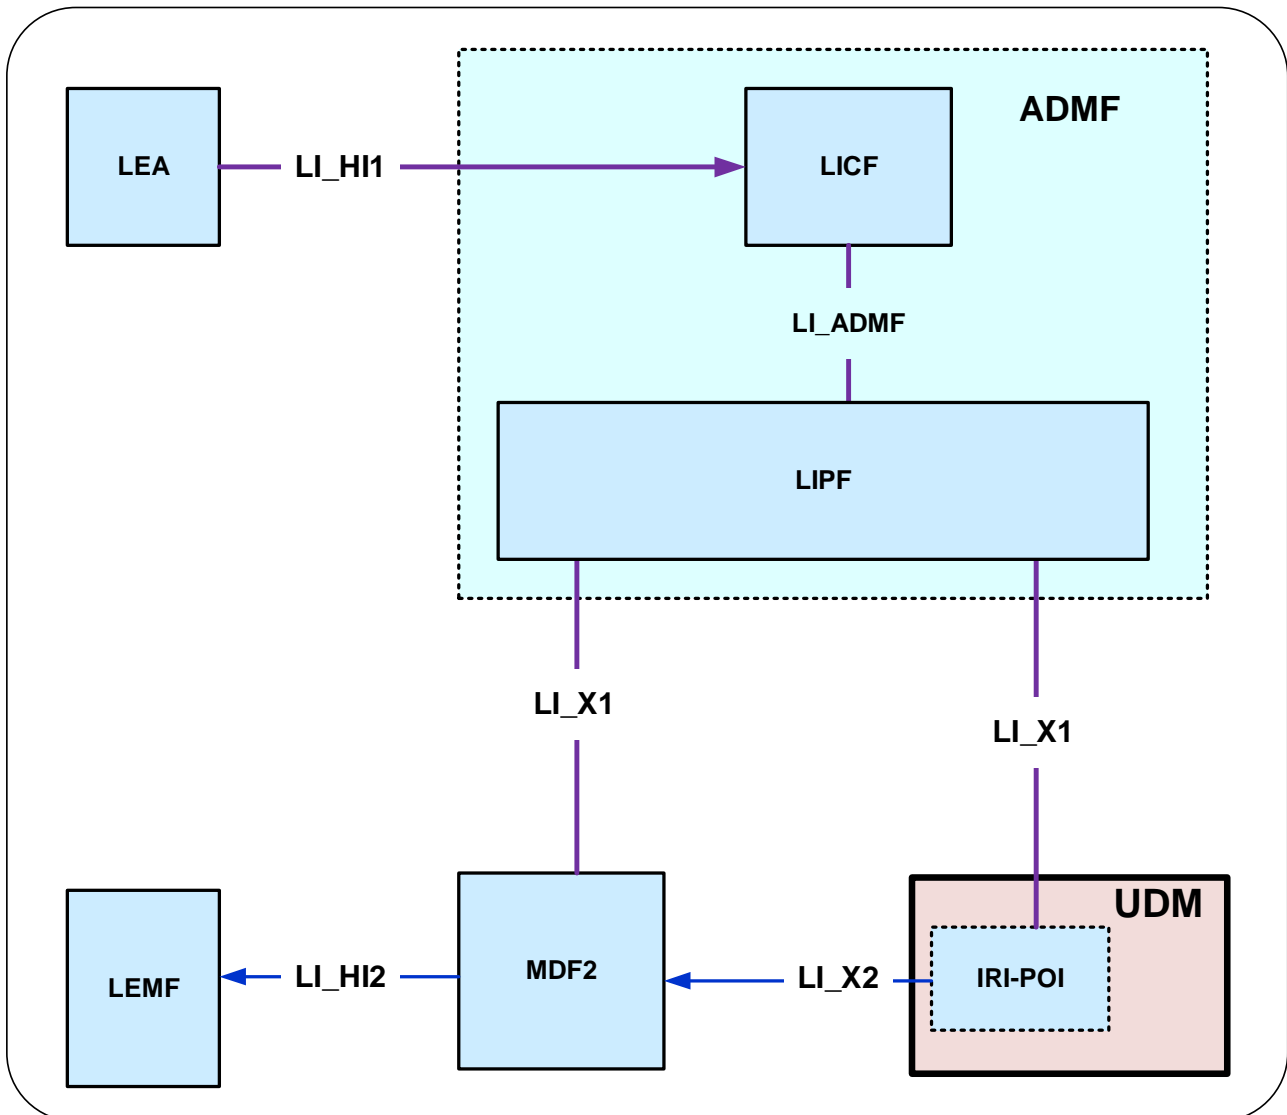 ADMF
LEA
LI_HI1
LICF
LI_ADMF
LIPF
LI_X1
LI_X1
UDM
LEMF
LI_HI2
MDF2
LI_X2
IRI-POI